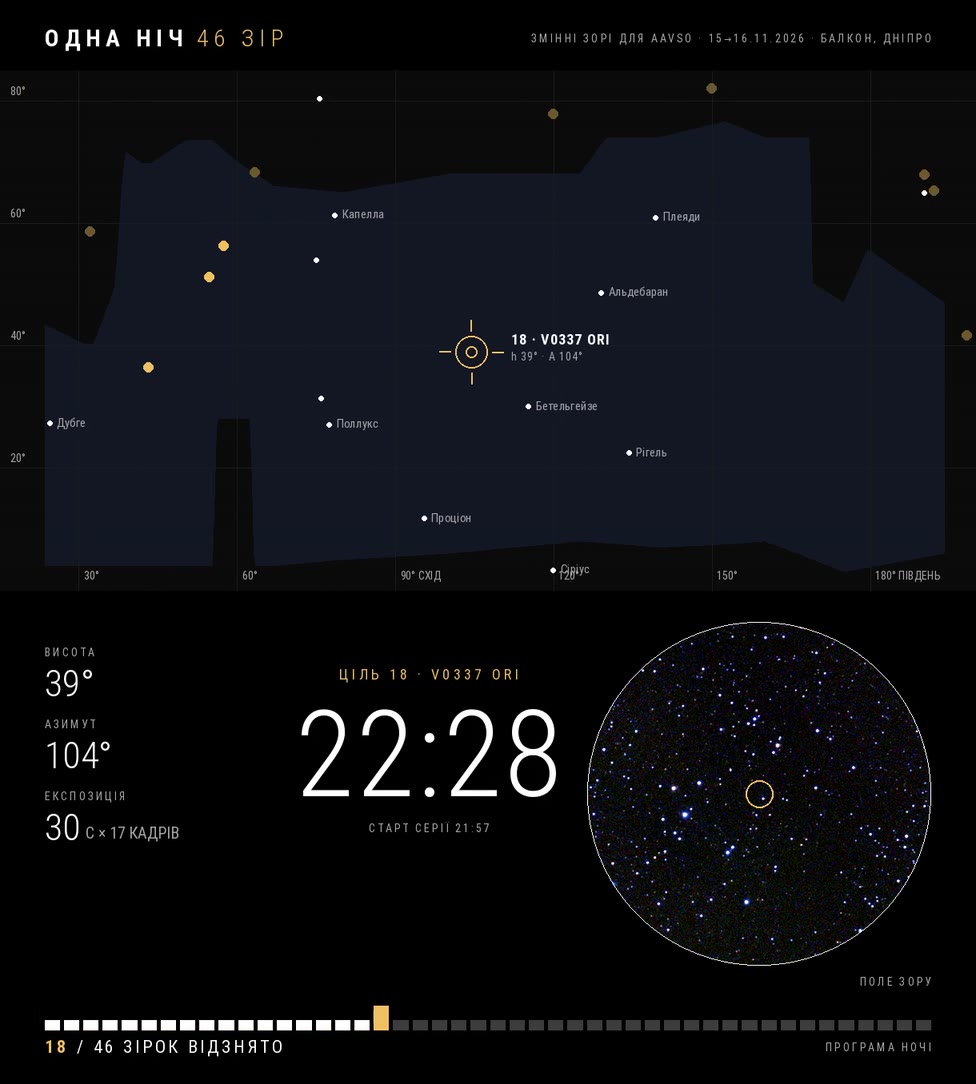 ОДНА НІЧ 46 ЗІР
ЗМІННІ ЗОРІ ДЛЯ AAVSO · 15→16.11.2026 · БАЛКОН, ДНІПРО
80°
60°
Капелла
Плеяди
Альдебаран
40°
18 · V0337 ORI
h 39° · A 104°
Бетельгейзе
Дубге
Поллукс
Рігель
20°
Проціон
Сіріус
30°
60°
90° СХІД
120°
150°
180° ПІВДЕНЬ
ВИСОТА
39°
АЗИМУТ
104°
ЕКСПОЗИЦІЯ
30 С × 17 КАДРІВ
ЦІЛЬ 18 · V0337 ORI
22:28
СТАРТ СЕРІЇ 21:57
ПОЛЕ ЗОРУ
18 / 46 ЗІРОК ВІДЗНЯТО
ПРОГРАМА НОЧІ